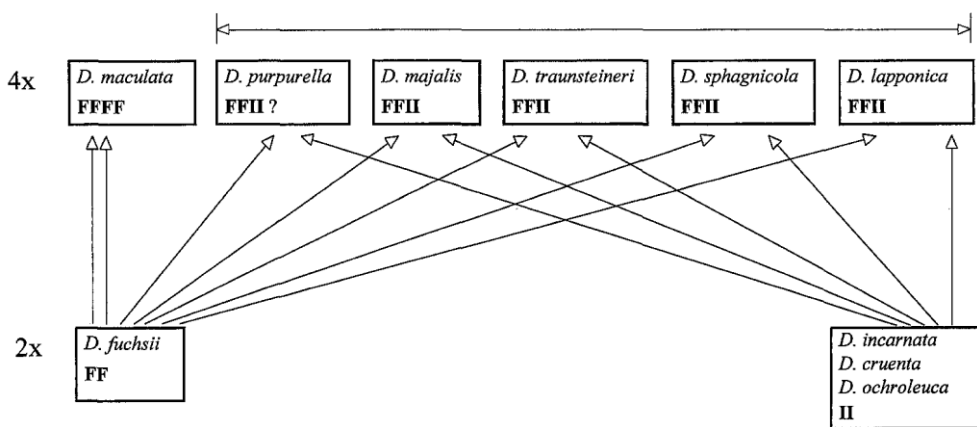 4x
D. maculata
FFFF
D. purpurella
FFII ?
D. majalis
FFII
D. traunsteineri
FFII
D. sphagnicola
FFII
D. lapponica
FFII
2x
D. fuchsii
FF
D. incarnata
D. cruenta
D. ochroleuca
II